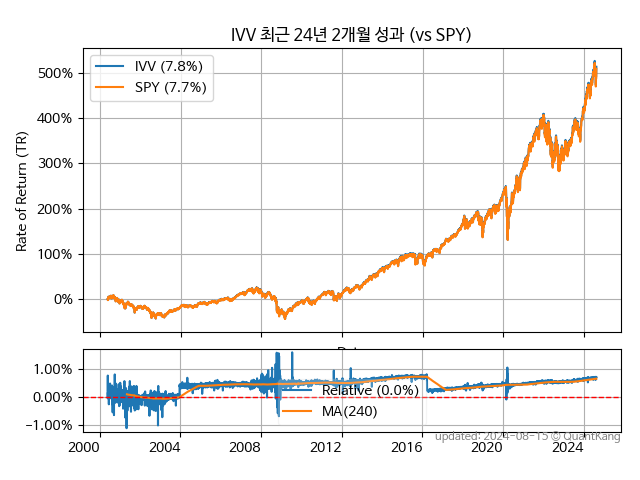 IVV 최근 24년 2개월 성과 (vs SPY)
IVV (7.8%)
SPY (7.7%)
Rate of Return (TR)
500%
400%
300%
200%
100%
0%
1.00%
0.00%
−1.00%
Relative (0.0%)
MA(240)
2000 2004 2008 2012 2016 2020 2024
updated: 2024-08-15 © QuantKang